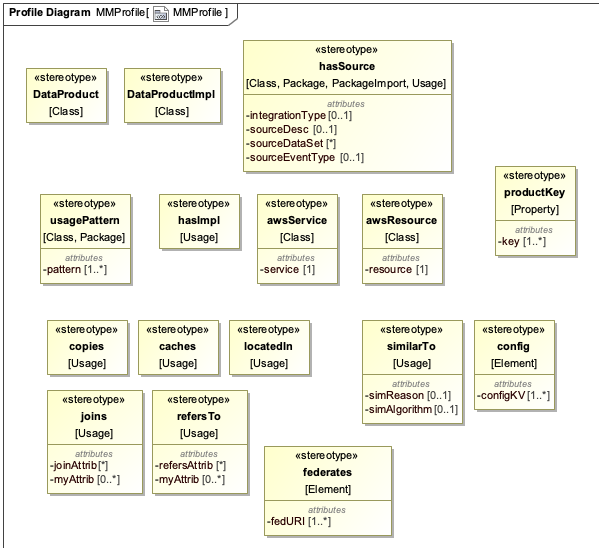 Profile Diagram MMProfile[ MMProfile ]
«stereotype»
DataProduct
[Class]
«stereotype»
DataProductImpl
[Class]
«stereotype»
hasSource
[Class, Package, PackageImport, Usage]
attributes
-integrationType [0..1]
-sourceDesc [0..1]
-sourceDataSet [*]
-sourceEventType [0..1]
«stereotype»
productKey
[Property]
attributes
-key [1..*]
«stereotype»
usagePattern
[Class, Package]
attributes
-pattern [1..*]
«stereotype»
hasImpl
[Usage]
«stereotype»
awsService
[Class]
attributes
-service [1]
«stereotype»
awsResource
[Class]
attributes
-resource [1]
«stereotype»
copies
[Usage]
«stereotype»
caches
[Usage]
«stereotype»
locatedIn
[Usage]
«stereotype»
similarTo
[Usage]
attributes
-simReason [0..1]
-simAlgorithm [0..1]
«stereotype»
config
[Element]
attributes
-configKV [1..*]
«stereotype»
joins
[Usage]
attributes
-joinAttrib [*]
-myAttrib [0..*]
«stereotype»
refersTo
[Usage]
attributes
-refersAttrib [*]
-myAttrib [0..*]
«stereotype»
federates
[Element]
attributes
-fedURI [1..*]